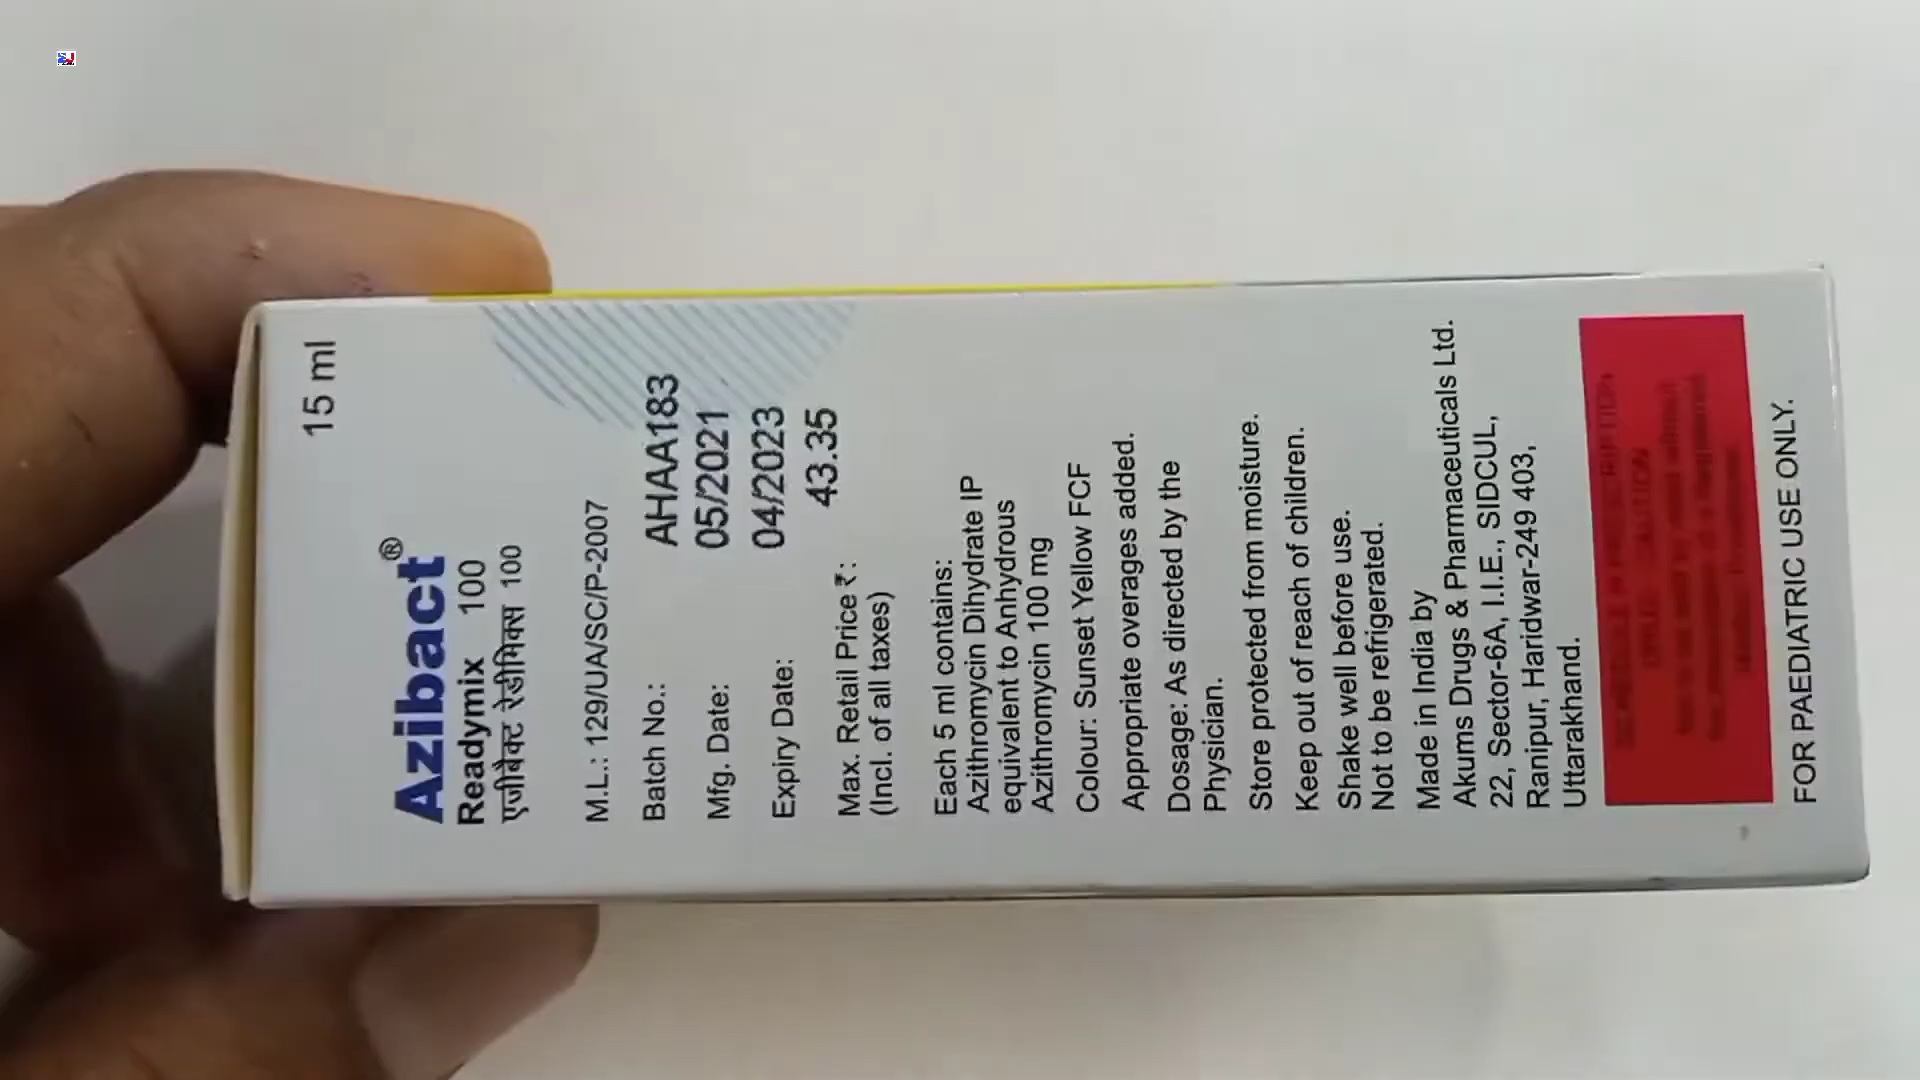 15 ml
Azibact®
Readymix 100
एज़ीबैक्ट रेडीमिक्स 100
M.L.: 129/UA/SC/P-2007
Batch No.: AHAA183
Mfg. Date: 05/2021
Expiry Date: 04/2023
Max. Retail Price ₹: 43.35
(Incl. of all taxes)
Each 5 ml contains:
Azithromycin Dihydrate IP
equivalent to Anhydrous
Azithromycin 100 mg
Colour: Sunset Yellow FCF
Appropriate overages added.
Dosage: As directed by the
Physician.
Store protected from moisture.
Keep out of reach of children.
Shake well before use.
Not to be refrigerated.
Made in India by
Akums Drugs & Pharmaceuticals Ltd.
22, Sector-6A, I.I.E., SIDCUL,
Ranipur, Haridwar-249 403,
Uttarakhand.
FOR PAEDIATRIC USE ONLY.